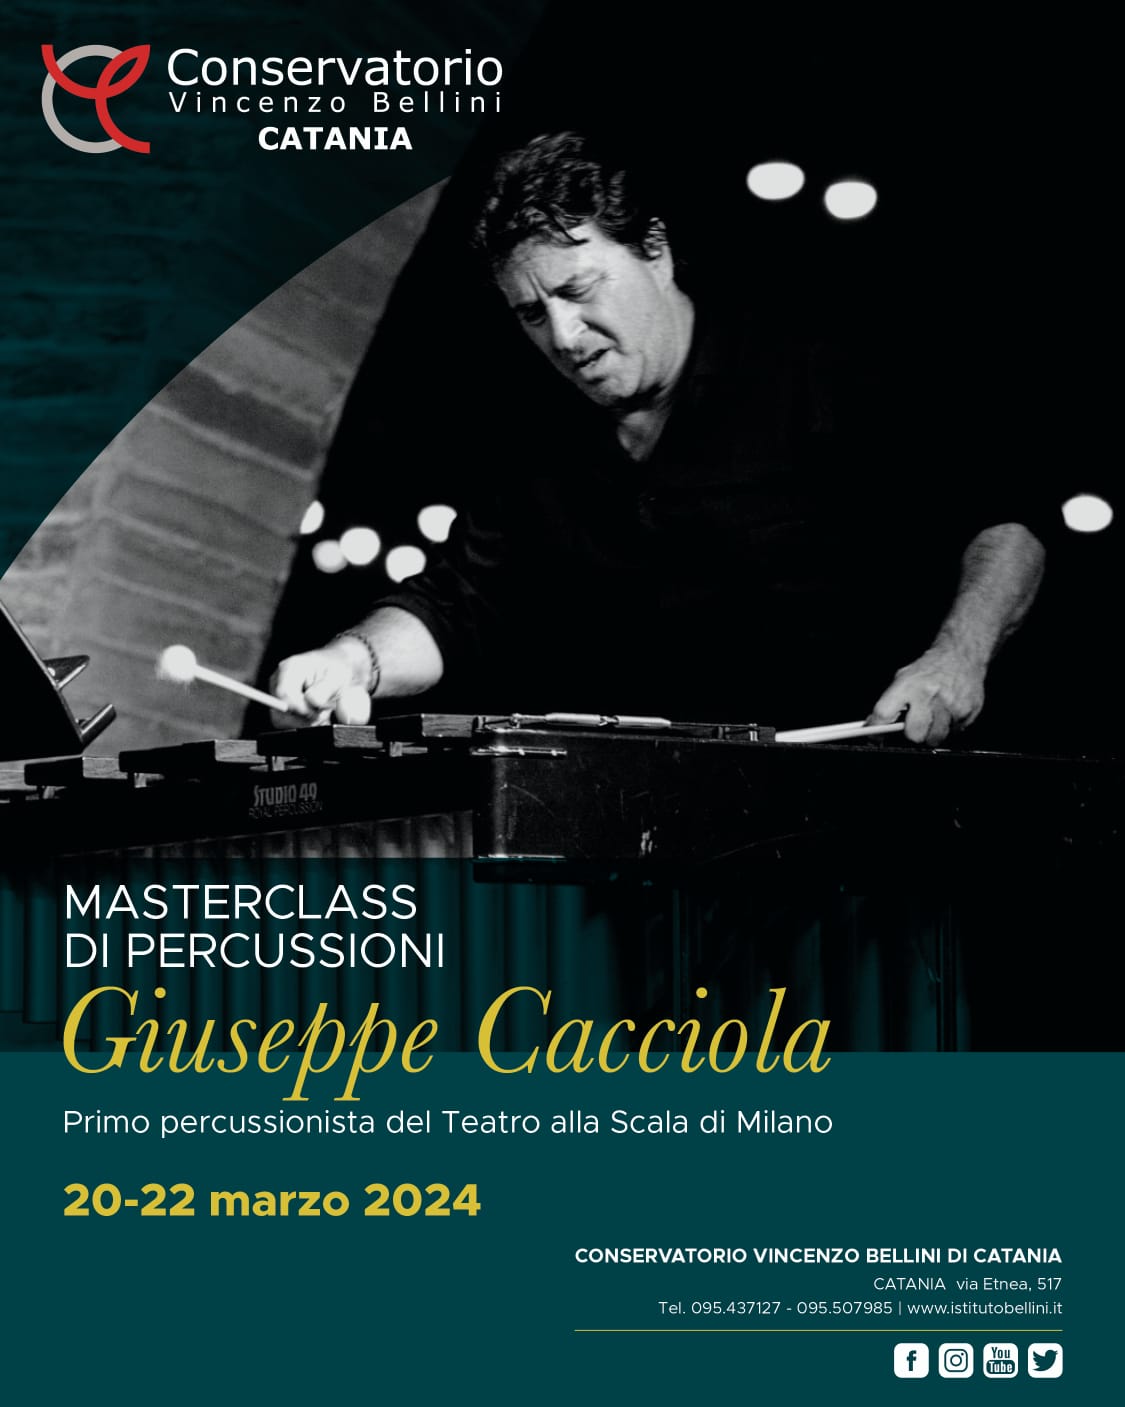 Conservatorio
Vincenzo Bellini
CATANIA
STUDIO 49
ROYAL PERCUSSION
MASTERCLASS
DI PERCUSSIONI
Giuseppe Cacciola
Primo percussionista del Teatro alla Scala di Milano
20-22 marzo 2024
CONSERVATORIO VINCENZO BELLINI DI CATANIA
CATANIA via Etnea, 517
Tel. 095.437127 - 095.507985 | www.istitutobellini.it
You
Tube